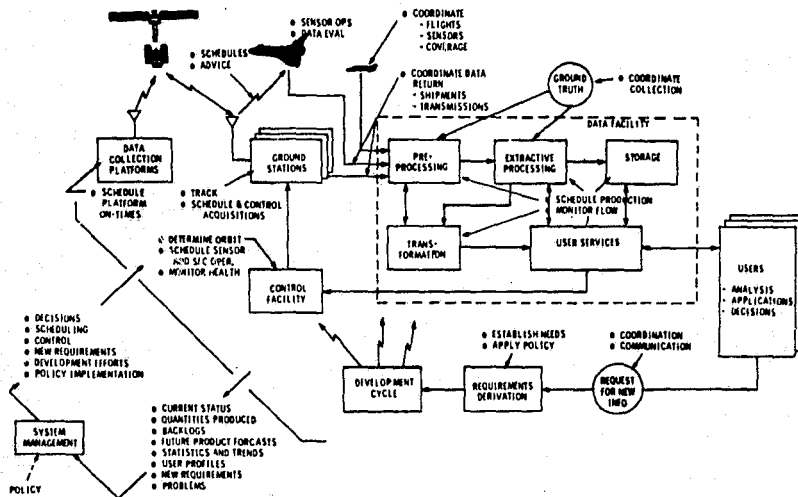 ● SENSOR OPS
● DATA EVAL
● COORDINATE
- FLIGHTS
- SENSORS
- COVERAGE
● SCHEDULES
● ADVICE
● COORDINATE DATA
RETURN
- SHIPMENTS
- TRANSMISSIONS
GROUND
TRUTH
● COORDINATE
COLLECTION
DATA FACILITY
DATA
COLLECTION
PLATFORMS
GROUND
STATIONS
PRE-
PROCESSING
EXTRACTIVE
PROCESSING
STORAGE
● SCHEDULE
PLATFORM
ON-TIMES
● TRACK
● SCHEDULE & CONTROL
ACQUISITIONS
● SCHEDULE PRODUCTION
MONITOR FLOW
● DETERMINE ORBIT
● SCHEDULE SENSOR
AND S/C OPER.
● MONITOR HEALTH
TRANS-
FORMATION
USER SERVICES
CONTROL
FACILITY
USERS
- ANALYSIS
- APPLICATIONS
- DECISIONS
● DECISIONS
● SCHEDULING
● CONTROL
● NEW REQUIREMENTS
● DEVELOPMENT EFFORTS
● POLICY IMPLEMENTATION
● ESTABLISH NEEDS
● APPLY POLICY
● COORDINATION
● COMMUNICATION
DEVELOPMENT
CYCLE
REQUIREMENTS
DERIVATION
REQUEST
FOR NEW
INFO
SYSTEM
MANAGEMENT
POLICY
● CURRENT STATUS
● QUANTITIES PRODUCED
● BACKLOGS
● FUTURE PRODUCT FORCASTS
● STATISTICS AND TRENDS
● USER PROFILES
● NEW REQUIREMENTS
● PROBLEMS